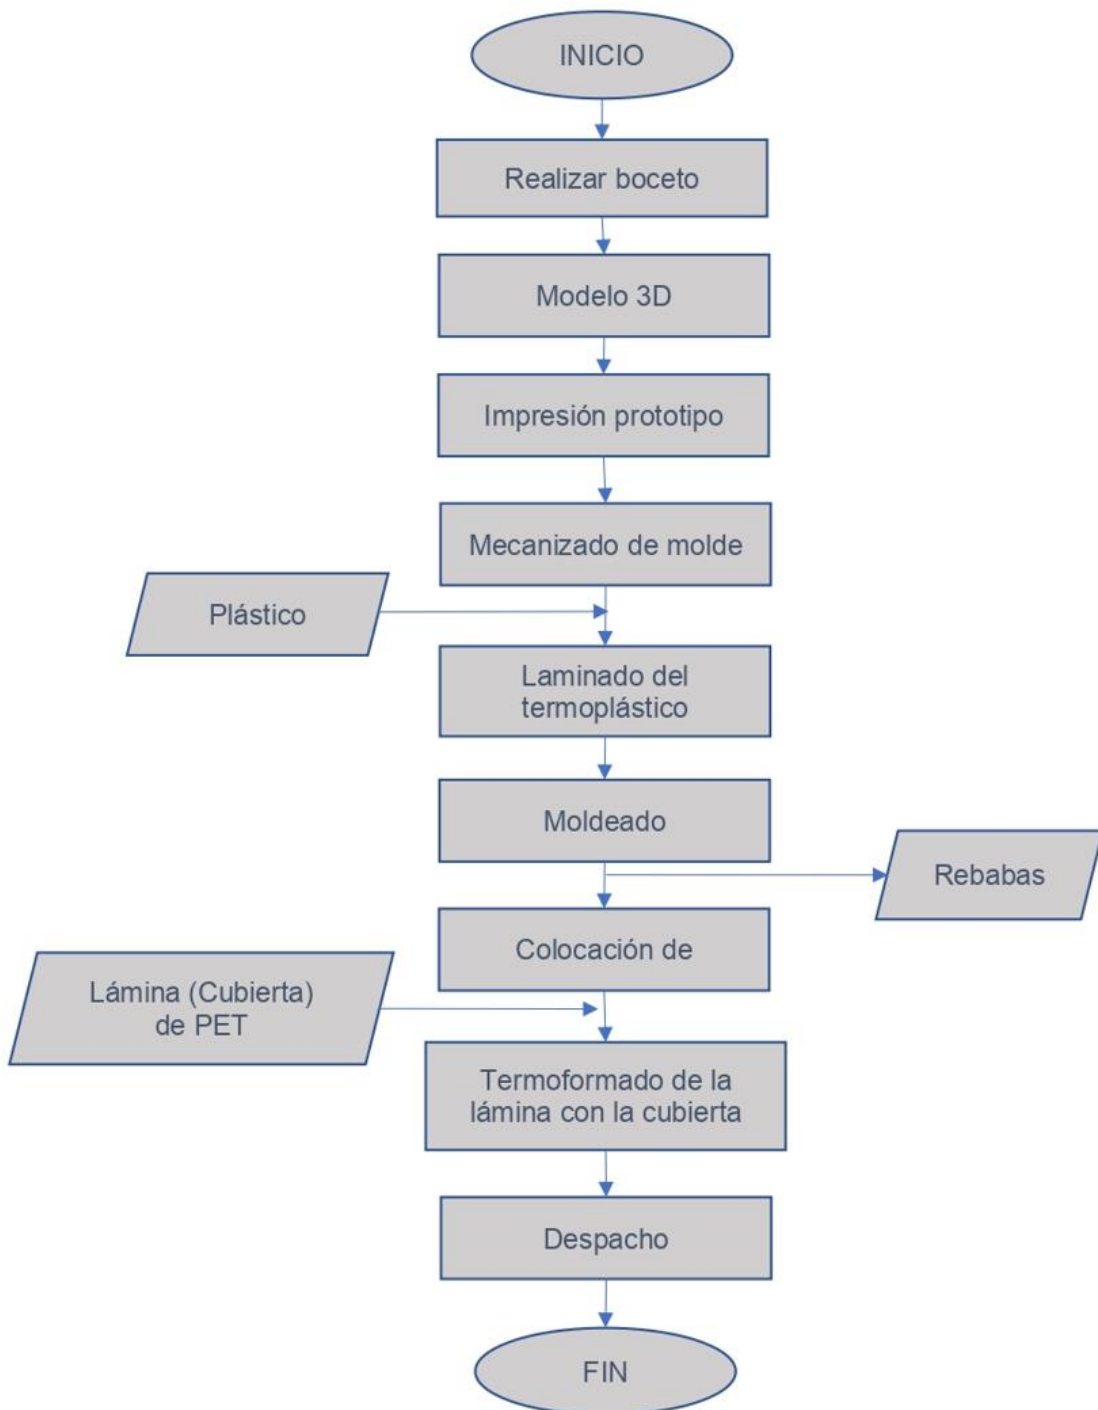 INICIO
Realizar boceto
Modelo 3D
Impresión prototipo
Mecanizado de molde
Plástico
Laminado del
termoplástico
Moldeado
Rebabas
Colocación de
Lámina (Cubierta)
de PET
Termoformado de la
lámina con la cubierta
Despacho
FIN